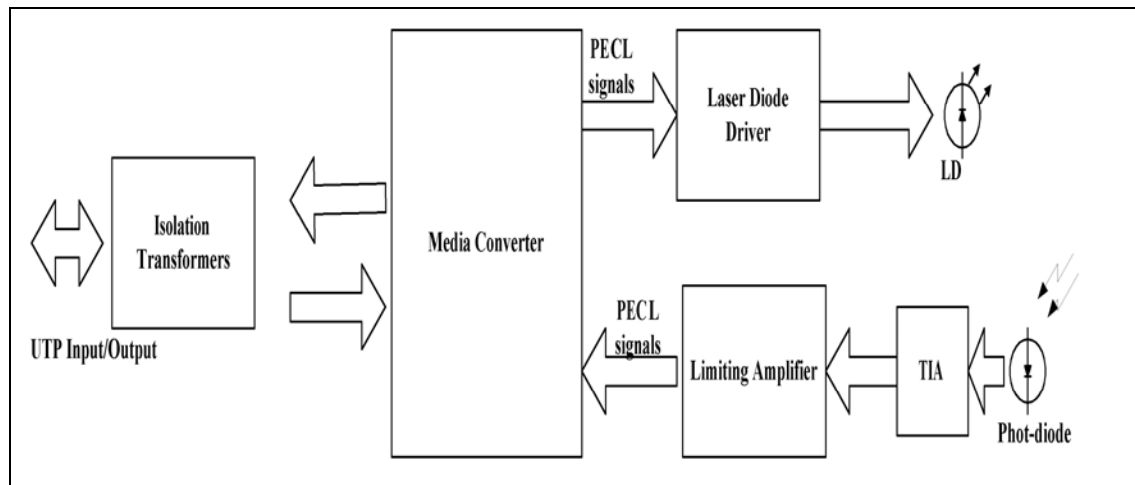 PECL
signals
Laser Diode
Driver
LD
Isolation
Transformers
Media Converter
UTP Input/Output
PECL
signals
Limiting Amplifier
TIA
Phot-diode